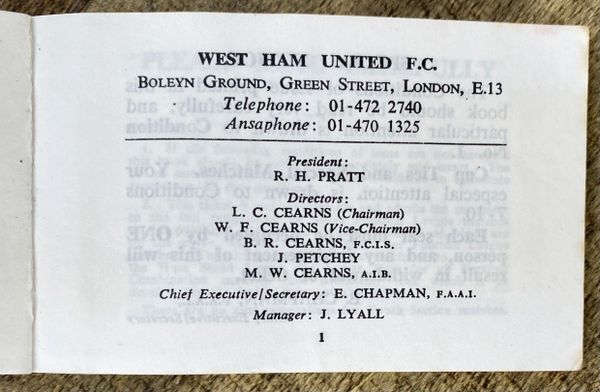 WEST HAM UNITED F.C.
BOLEYN GROUND, GREEN STREET, LONDON, E.13
Telephone: 01-472 2740
Ansaphone: 01-470 1325
President:
R. H. PRATT
Directors:
L. C. CEARNS (Chairman)
W. F. CEARNS (Vice-Chairman)
B. R. CEARNS, F.C.I.S.
J. PETCHEY
M. W. CEARNS, A.I.B.
Chief Executive/Secretary: E. CHAPMAN, F.A.A.I.
Manager: J. LYALL
1